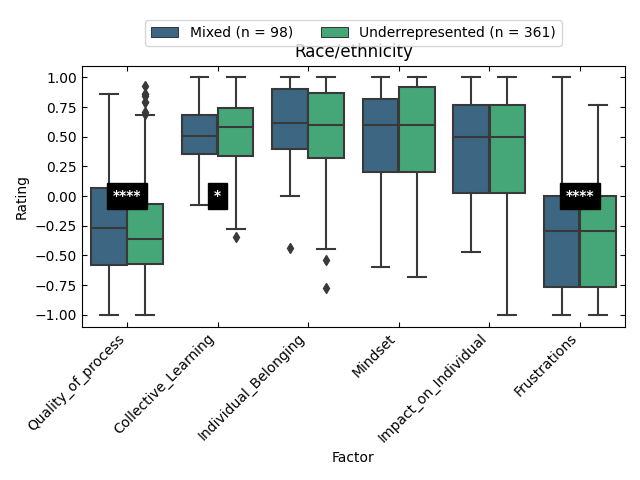 Mixed (n = 98) Underrepresented (n = 361)
Race/ethnicity
Rating
1.00
0.75
0.50
0.25
0.00
−0.25
−0.50
−0.75
−1.00
**** * ****
Quality_of_process Collective_Learning Individual_Belonging Mindset Impact_on_Individual Frustrations
Factor